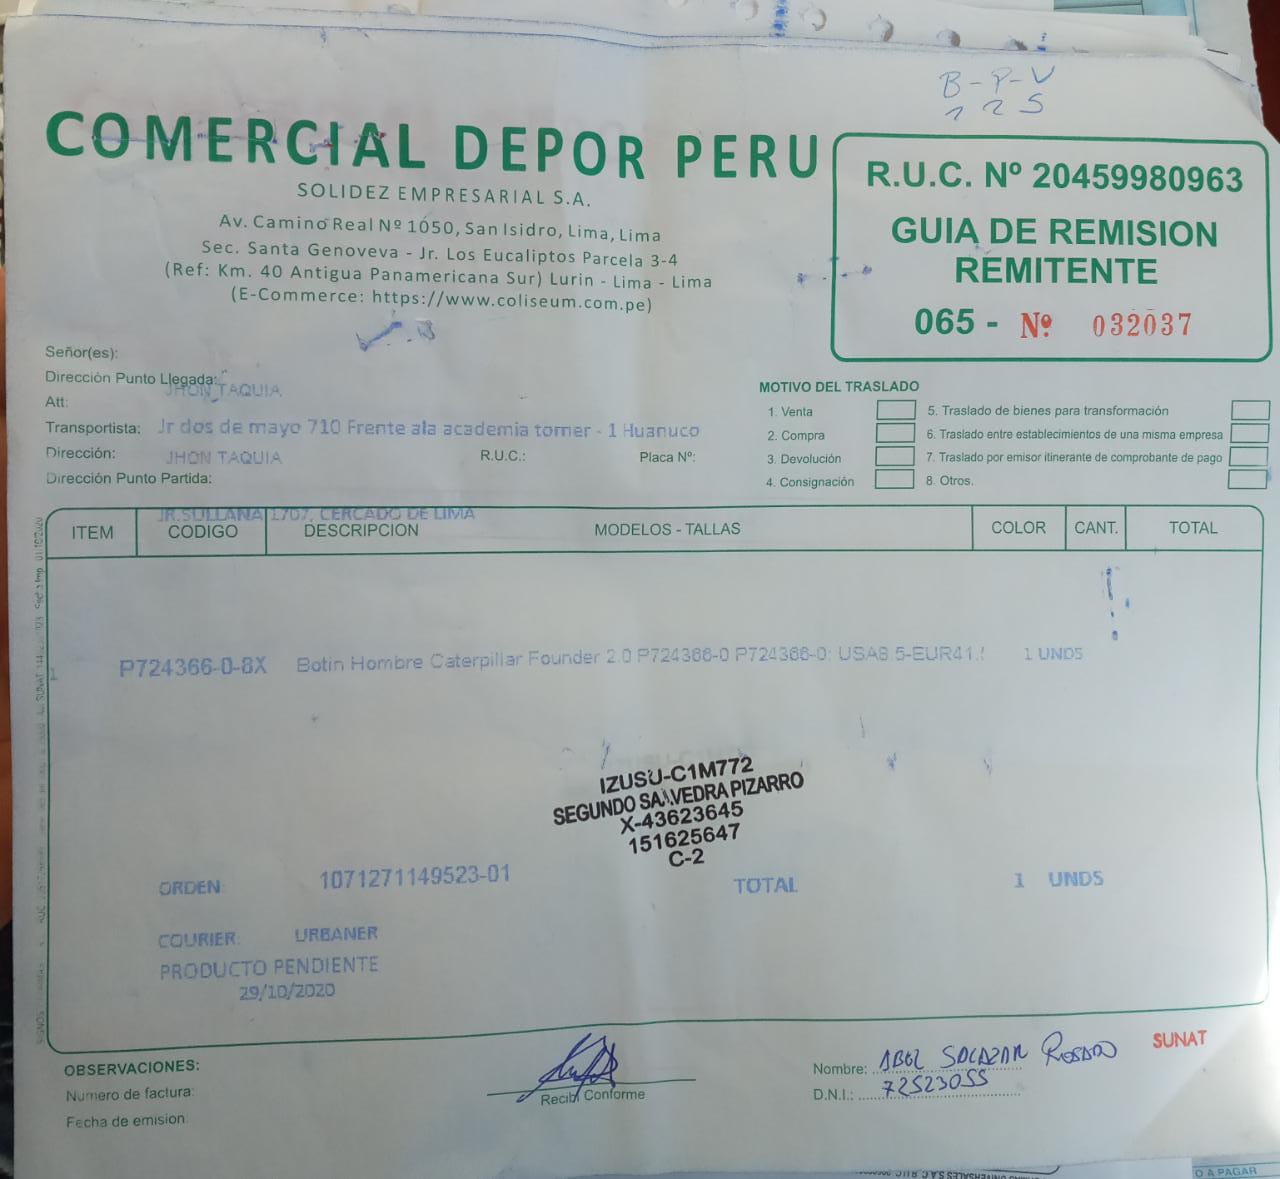 B-P-V
125
COMERCIAL DEPOR PERU
SOLIDEZ EMPRESARIAL S.A.
Av. Camino Real Nº 1050, San Isidro, Lima, Lima
Sec. Santa Genoveva - Jr. Los Eucaliptos Parcela 3-4
(Ref: Km. 40 Antigua Panamericana Sur) Lurin - Lima - Lima
(E-Commerce: https://www.coliseum.com.pe)
R.U.C. Nº 20459980963
GUIA DE REMISION
REMITENTE
065 - Nº 032037
Señor(es):
Dirección Punto Llegada:
JHON TAQUIA
Att:
Transportista: Jr dos de mayo 710 Frente ala academia tomer - 1 Huanuco
Dirección: JHON TAQUIA R.U.C.: Placa Nº:
Dirección Punto Partida:
JR.SULLANA 1707, CERCADO DE LIMA
MOTIVO DEL TRASLADO
1. Venta
2. Compra
3. Devolución
4. Consignación
5. Traslado de bienes para transformación
6. Traslado entre establecimientos de una misma empresa
7. Traslado por emisor itinerante de comprobante de pago
8. Otros.
ITEM CODIGO DESCRIPCION MODELOS - TALLAS COLOR CANT. TOTAL
P724366-0-8X Botin Hombre Caterpillar Founder 2.0 P724366-0 P724366-0: USA8.5-EUR41. 1 UNDS
IZUSU-C1M772
SEGUNDO SAAVEDRA PIZARRO
X-43623645
151625647
C-2
ORDEN: 1071271149523-01 TOTAL 1 UNDS
COURIER: URBANER
PRODUCTO PENDIENTE
29/10/2020
OBSERVACIONES:
Numero de factura:
Fecha de emision:
Recibí Conforme
Nombre: ABEL SALAZAR ROSADO
D.N.I.: 72523055
SUNAT
O A PAGAR